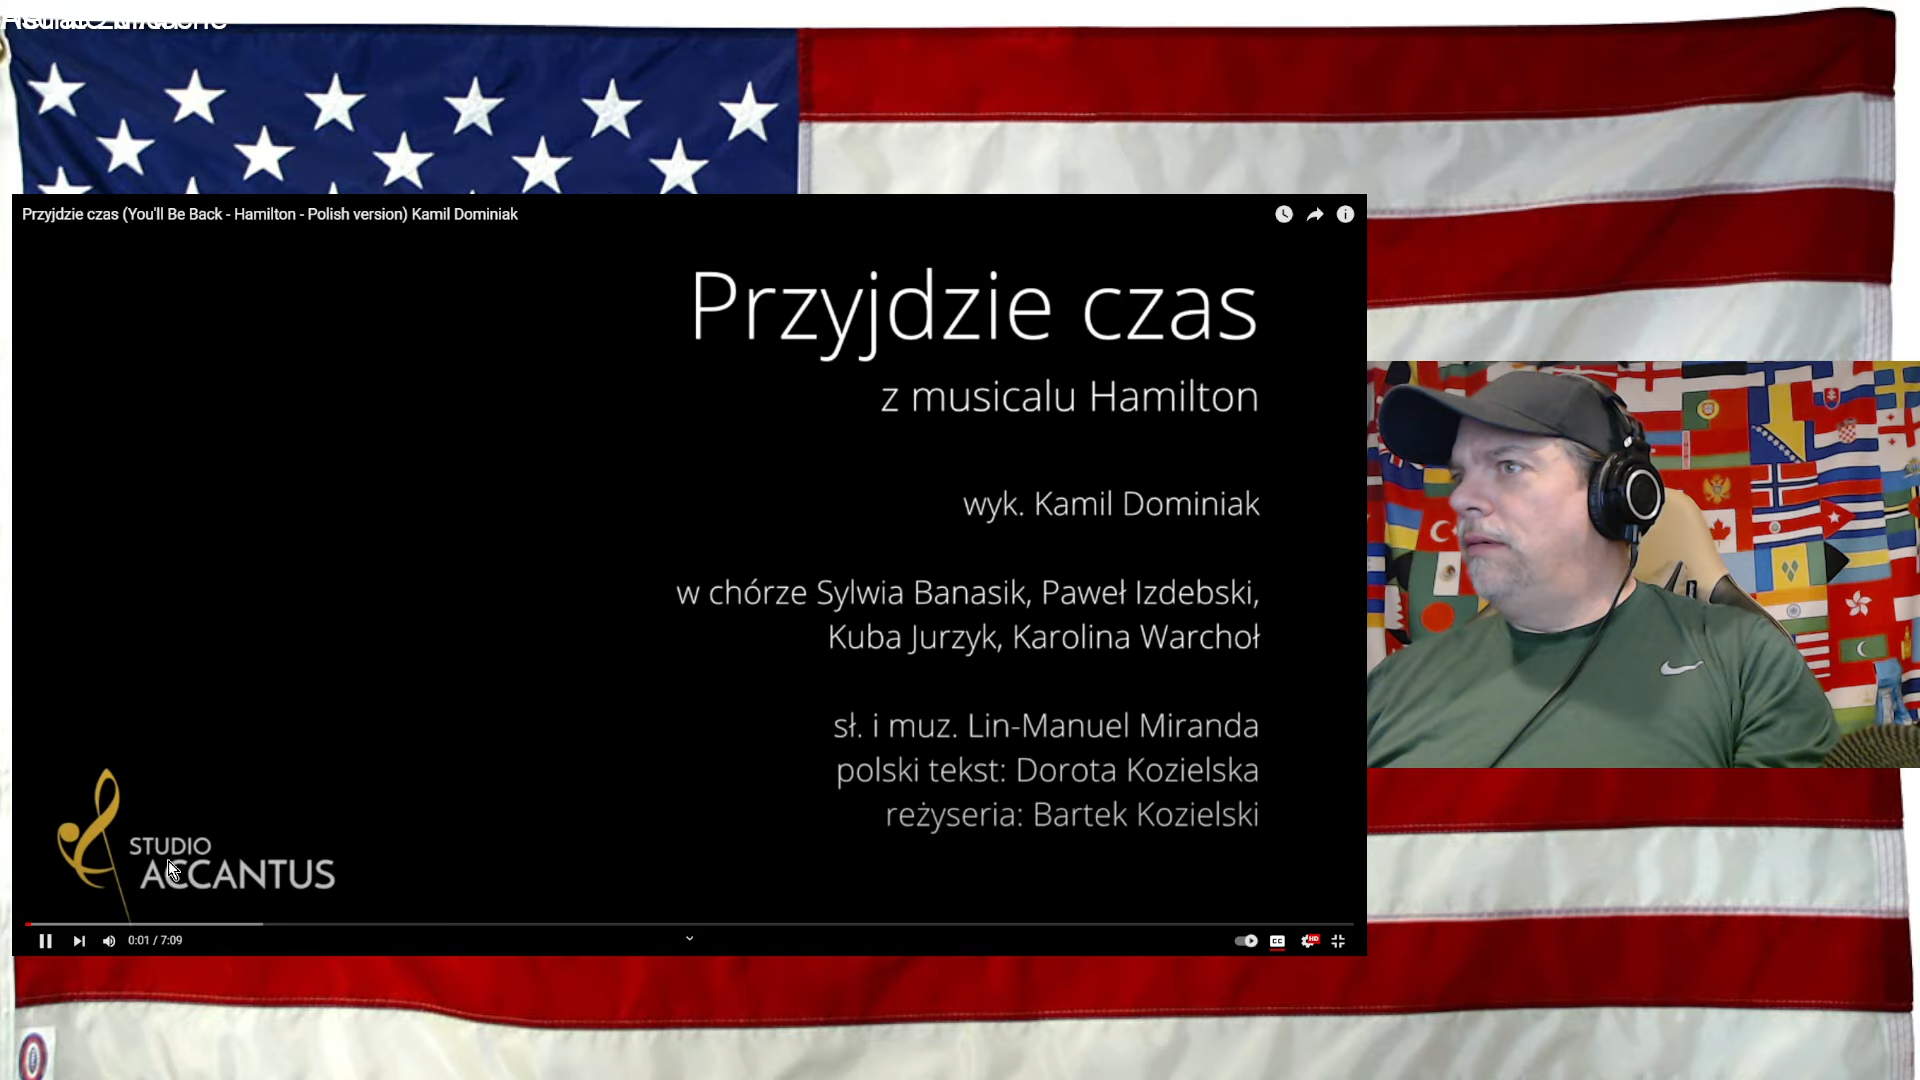 Przyjdzie czas (You'll Be Back - Hamilton - Polish version) Kamil Dominiak
Przyjdzie czas
z musicalu Hamilton
wyk. Kamil Dominiak
w chórze Sylwia Banasik, Paweł Izdebski,
Kuba Jurzyk, Karolina Warchoł
sł. i muz. Lin-Manuel Miranda
polski tekst: Dorota Kozielska
reżyseria: Bartek Kozielski
STUDIO
ACCANTUS
0:01 / 7:09
CC
HD